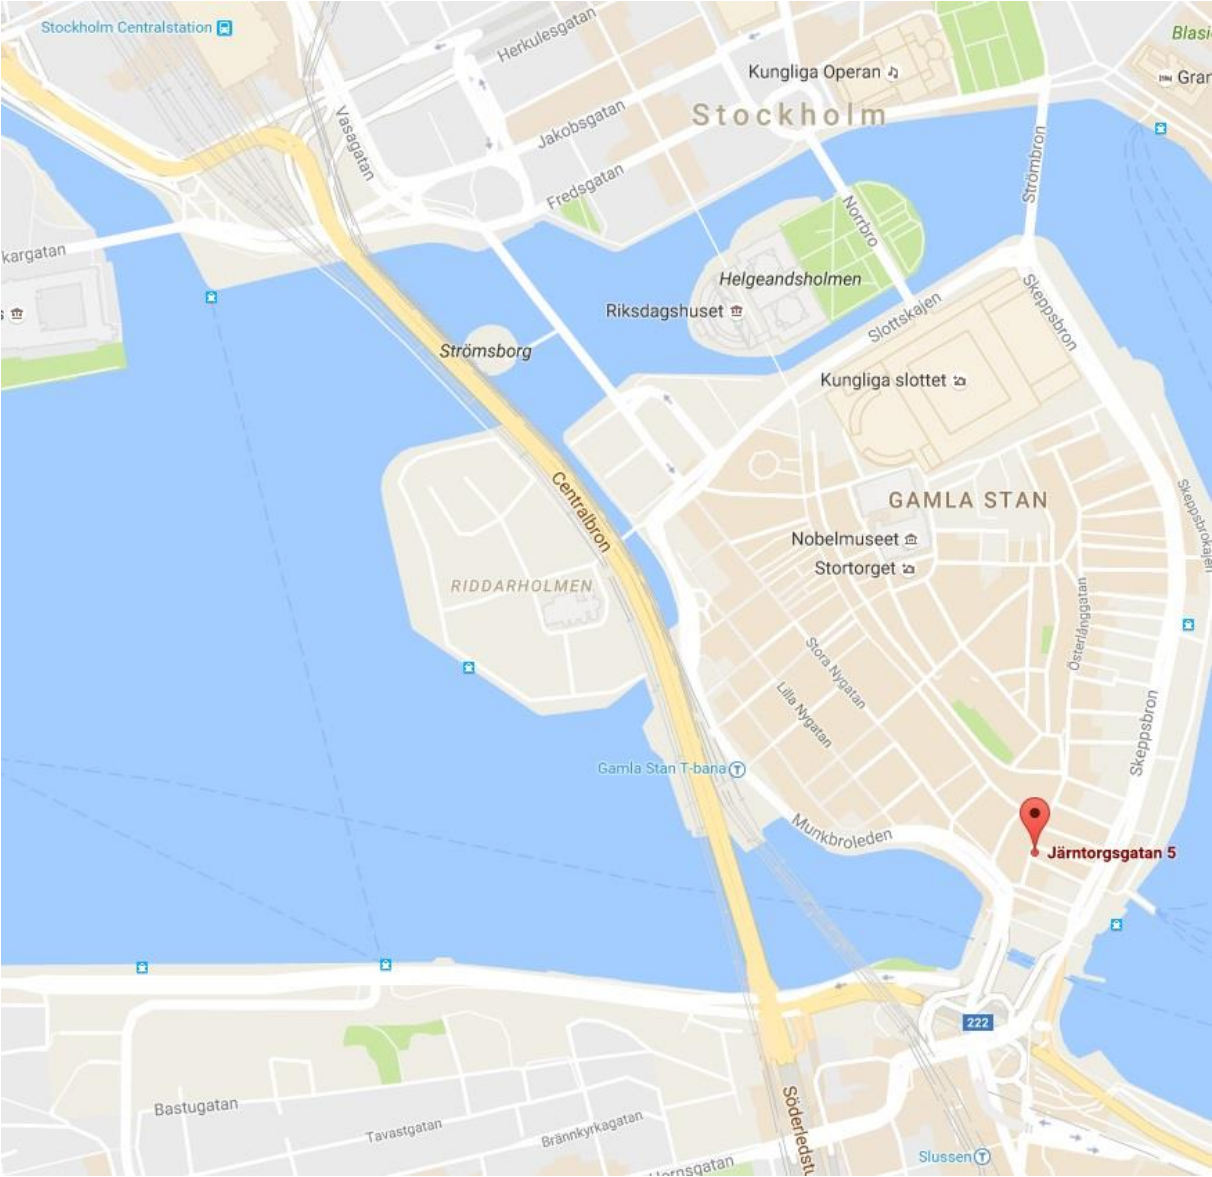 Stockholm Centralstation
Herkulesgatan
Blasi
Kungliga Operan
Gran
Stockholm
Vasagatan
Jakobsgatan
Fredsgatan
Strömbron
Norrbro
kargatan
Helgeandsholmen
Riksdagshuset
s
Slottskajen
Skeppsbron
Strömsborg
Kungliga slottet
Centralbron
GAMLA STAN
Skeppsbrokajen
Nobelmuseet
Stortorget
RIDDARHOLMEN
Österlånggatan
Stora Nygatan
Lilla Nygatan
Skeppsbron
Gamla Stan T-bana
Munkbroleden
Järntorgsgatan 5
222
Bastugatan
Tavastgatan
Brännkyrkagatan
Söderledstu
Slussen
Hornsgatan